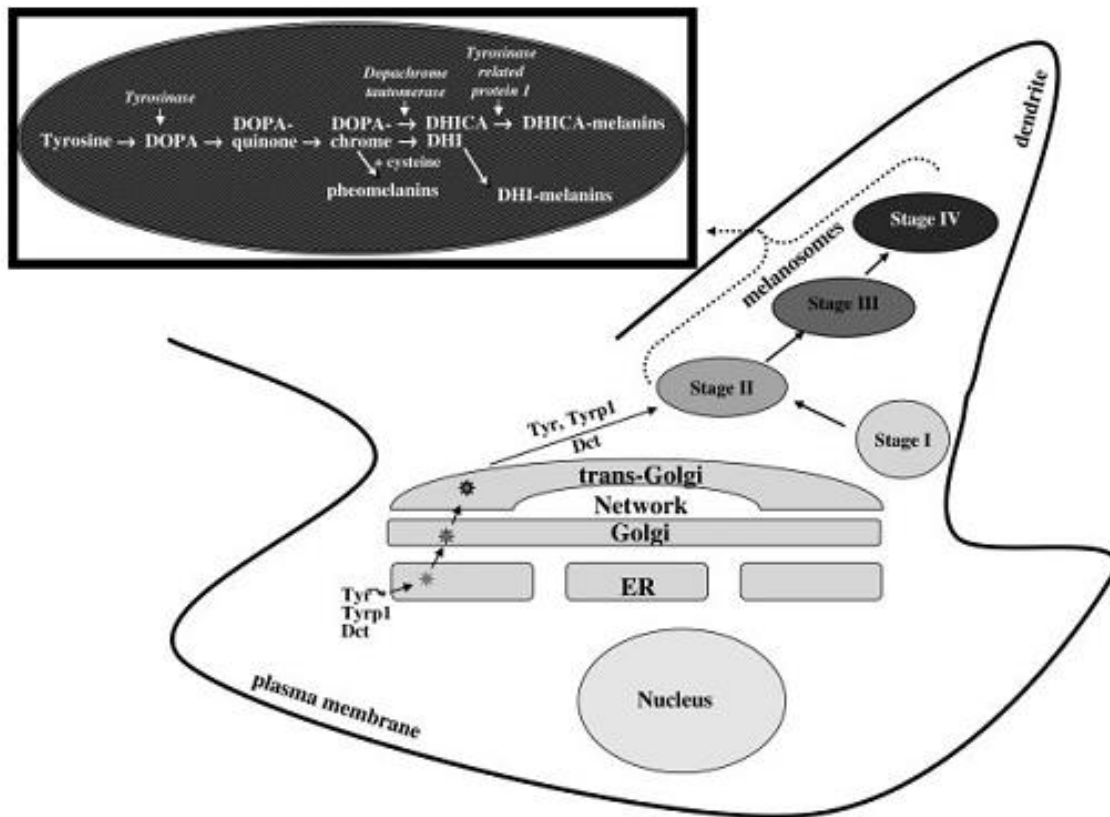 Tyrosinase
Dopachrome
tautomerase
Tyrosinase
related
protein 1
Tyrosine → DOPA → DOPA-
quinone → DOPA-
chrome → DHICA → DHICA-melanins
→ DHI
+ cysteine
pheomelanins
DHI-melanins
dendrite
melanosomes
Stage IV
Stage III
Stage II
Stage I
Tyr, Tyrp1
Dct
trans-Golgi
Network
Golgi
ER
Tyr
Tyrp1
Dct
Nucleus
plasma membrane